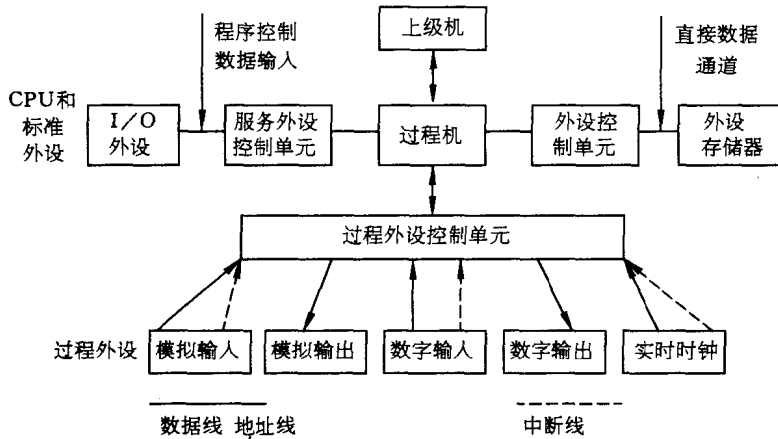 程序控制
数据输入
上级机
直接数据
通道
CPU和
标准
外设
I／O
外设
服务外设
控制单元
过程机
外设控
制单元
外设
存储器
过程外设控制单元
过程外设
模拟输人
模拟输出
数字输人
数字输出
实时时钟
数据线 地址线
中断线